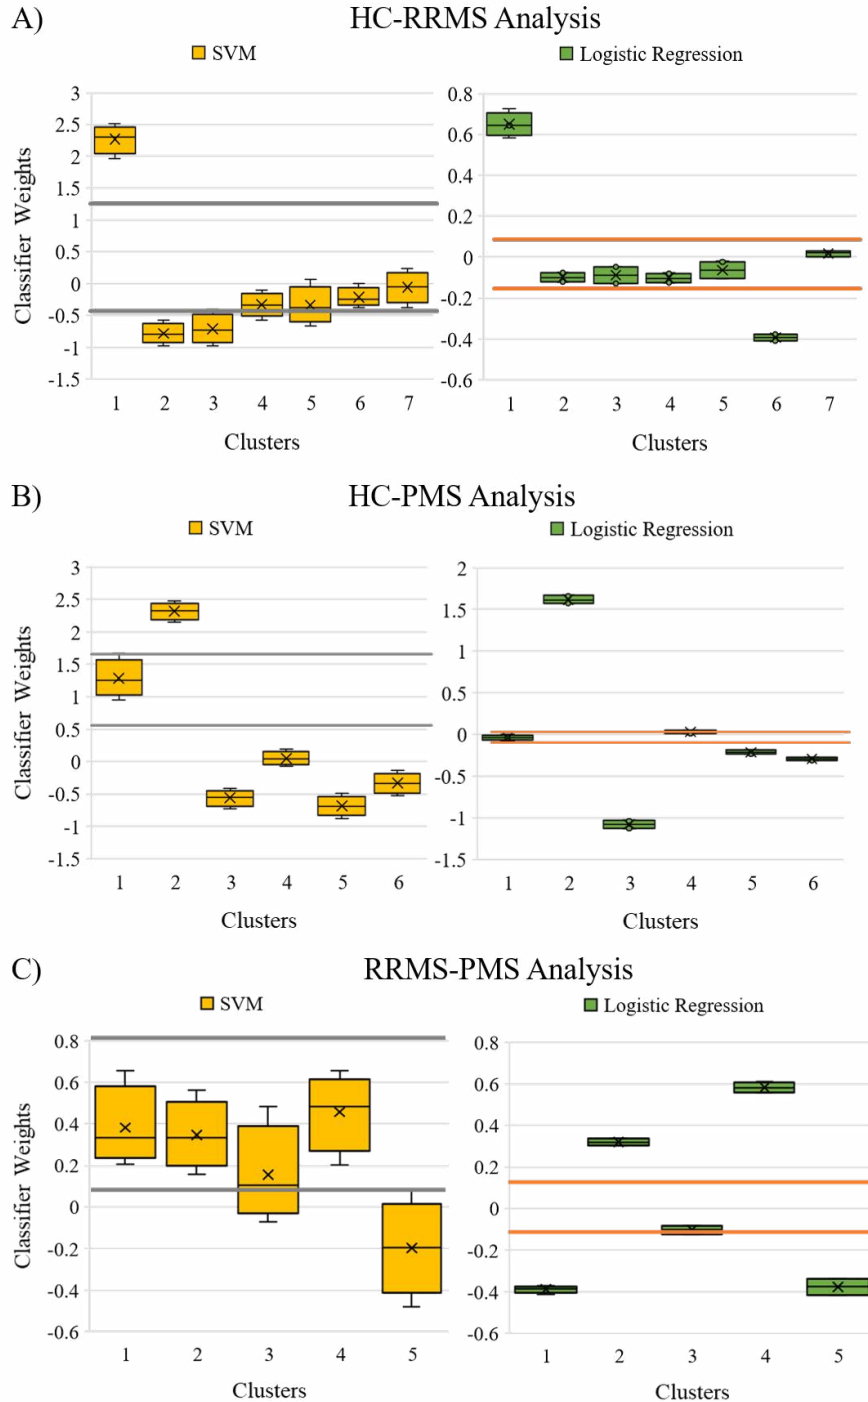 A)
HC-RRMS Analysis
SVM
Logistic Regression
Classifier Weights
3
2.5
2
1.5
1
0.5
0
-0.5
-1
-1.5
1 2 3 4 5 6 7
Clusters
0.8
0.6
0.4
0.2
0
-0.2
-0.4
-0.6
1 2 3 4 5 6 7
Clusters
B)
HC-PMS Analysis
SVM
Logistic Regression
Classifier Weights
3
2.5
2
1.5
1
0.5
0
-0.5
-1
-1.5
1 2 3 4 5 6
Clusters
2
1.5
1
0.5
0
-0.5
-1
-1.5
1 2 3 4 5 6
Clusters
C)
RRMS-PMS Analysis
SVM
Logistic Regression
Classifier Weights
0.8
0.6
0.4
0.2
0
-0.2
-0.4
-0.6
1 2 3 4 5
Clusters
0.8
0.6
0.4
0.2
0
-0.2
-0.4
-0.6
1 2 3 4 5
Clusters